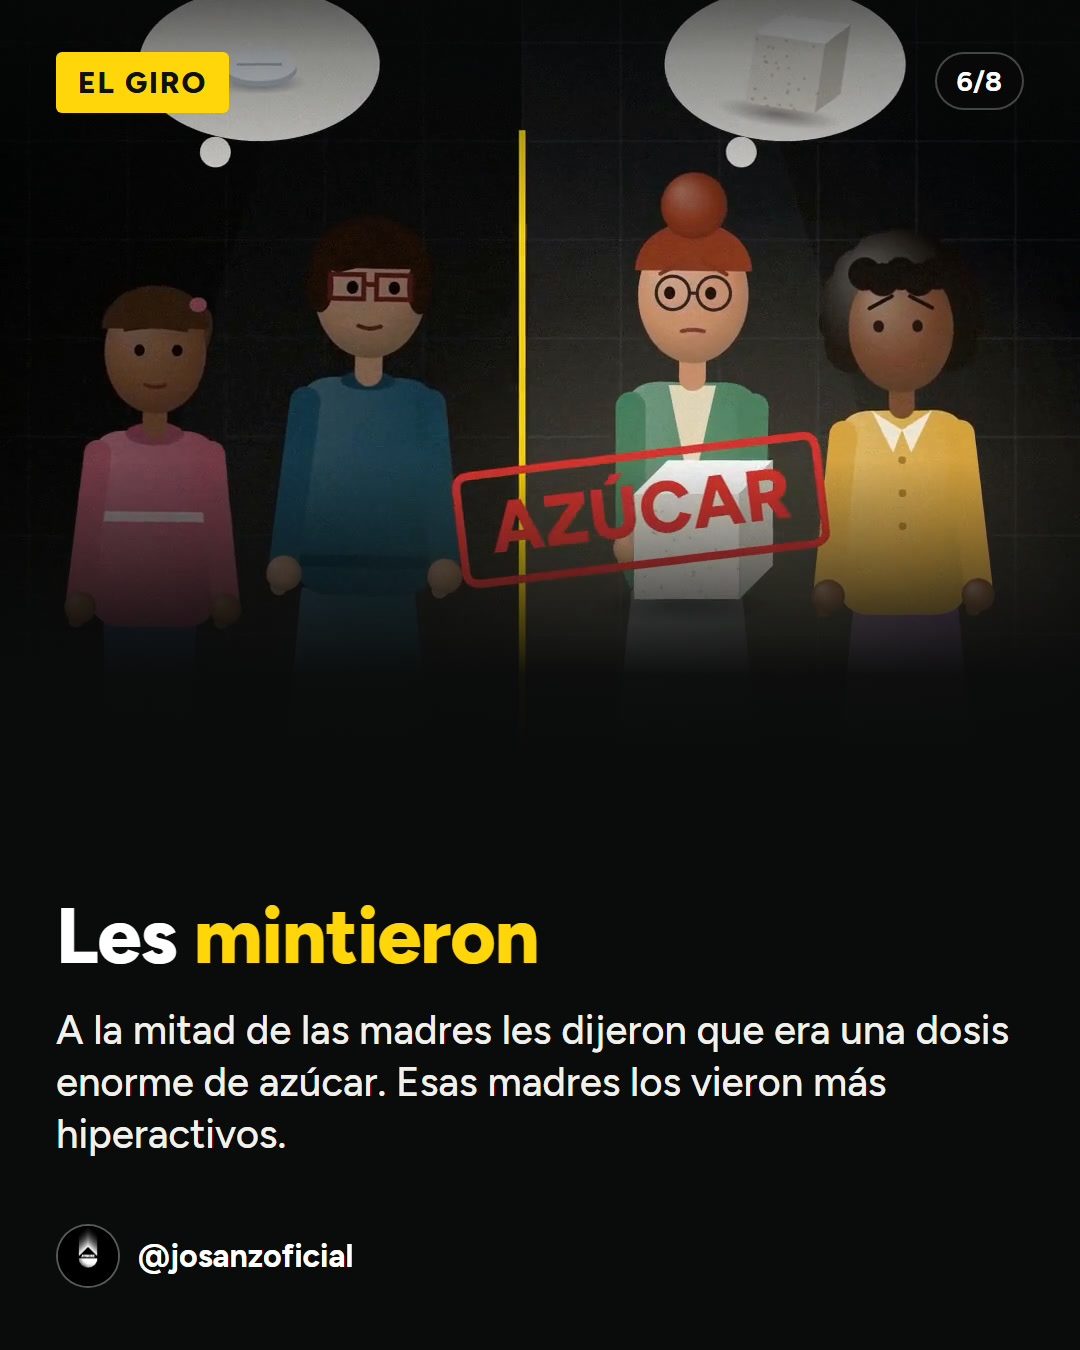 EL GIRO
6/8
AZÚCAR
Les mintieron
A la mitad de las madres les dijeron que era una dosis
enorme de azúcar. Esas madres los vieron más
hiperactivos.
@josanzoficial